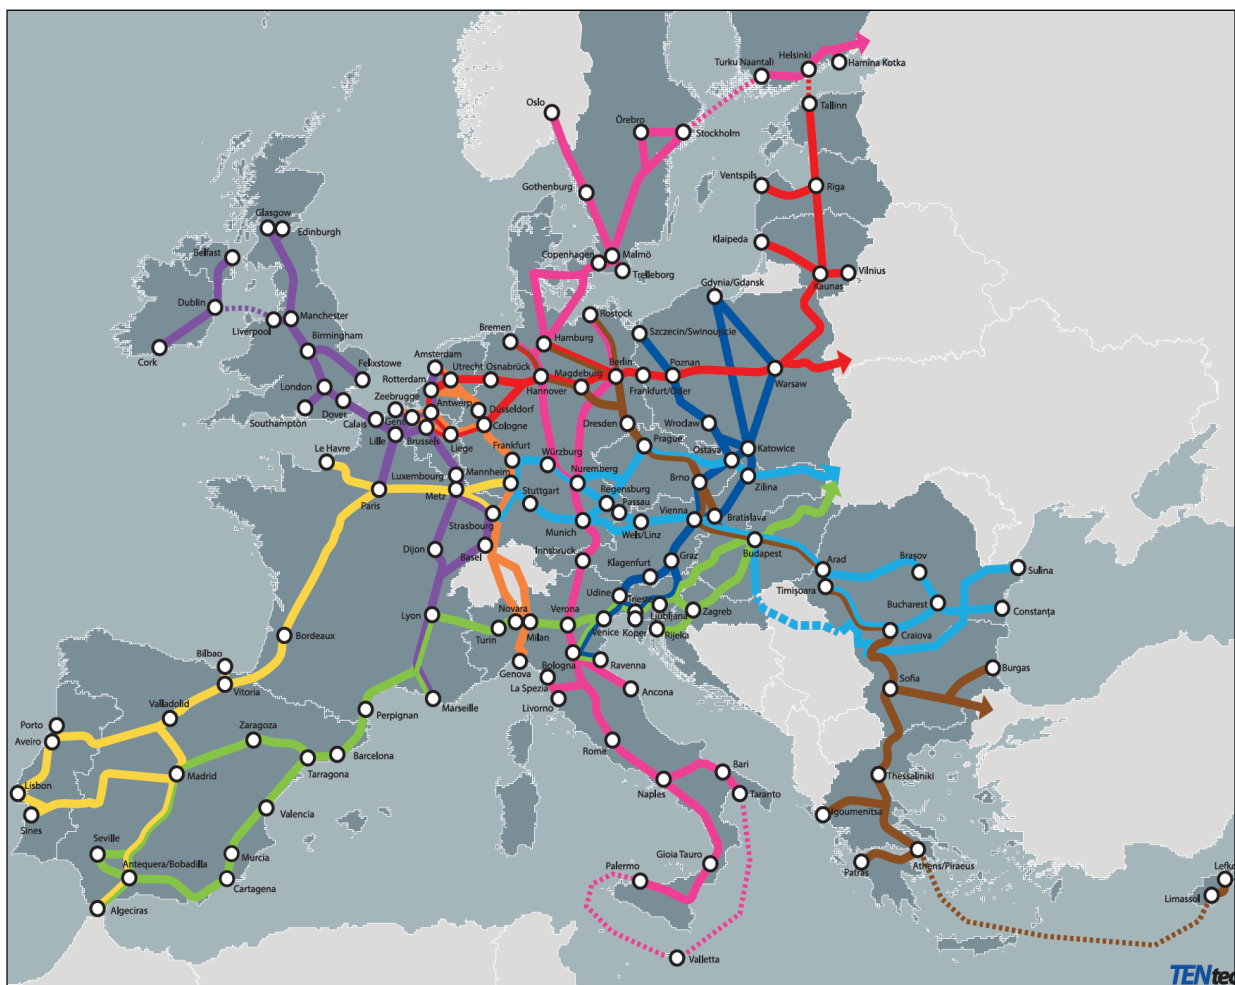 Helsinki
Hamina Kotka
Turku Naantali
Tallinn
Oslo
Örebro
Stockholm
Ventspils
Riga
Gothenburg
Klaipeda
Glasgow
Edinburgh
Belfast
Copenhagen
Malmö
Trelleborg
Vilnius
Kaunas
Gdynia/Gdansk
Dublin
Liverpool
Manchester
Rostock
Bremen
Hamburg
Szczecin/Swinoujscie
Birmingham
Cork
Felixstowe
Amsterdam
Utrecht
Osnabrück
Magdeburg
Berlin
Poznan
Warsaw
London
Rotterdam
Hannover
Frankfurt/Oder
Zeebrugge
Antwerp
Düsseldorf
Southampton
Dover
Calais
Gent
Cologne
Dresden
Wroclaw
Lille
Brussels
Liege
Prague
Katowice
Le Havre
Frankfurt
Würzburg
Ostava
Luxembourg
Mannheim
Nuremberg
Brno
Zilina
Paris
Metz
Stuttgart
Regensburg
Passau
Strasbourg
Munich
Wels/Linz
Vienna
Bratislava
Dijon
Basel
Innsbruck
Graz
Budapest
Klagenfurt
Arad
Braşov
Sulina
Udine
Timişoara
Lyon
Novara
Verona
Trieste
Ljubljana
Zagreb
Bucharest
Constanţa
Turin
Milan
Venice
Koper
Rijeka
Craiova
Bordeaux
Bilbao
Bologna
Ravenna
Genova
Burgas
Vitoria
La Spezia
Ancona
Sofia
Valladolid
Marseille
Livorno
Perpignan
Porto
Aveiro
Zaragoza
Rome
Barcelona
Tarragona
Madrid
Bari
Thessaliniki
Lisbon
Naples
Taranto
Sines
Valencia
Igoumenitsa
Seville
Antequera/Bobadilla
Murcia
Gioia Tauro
Palermo
Patras
Athens/Piraeus
Cartagena
Lefko
Limassol
Algeciras
Valletta
TENtec